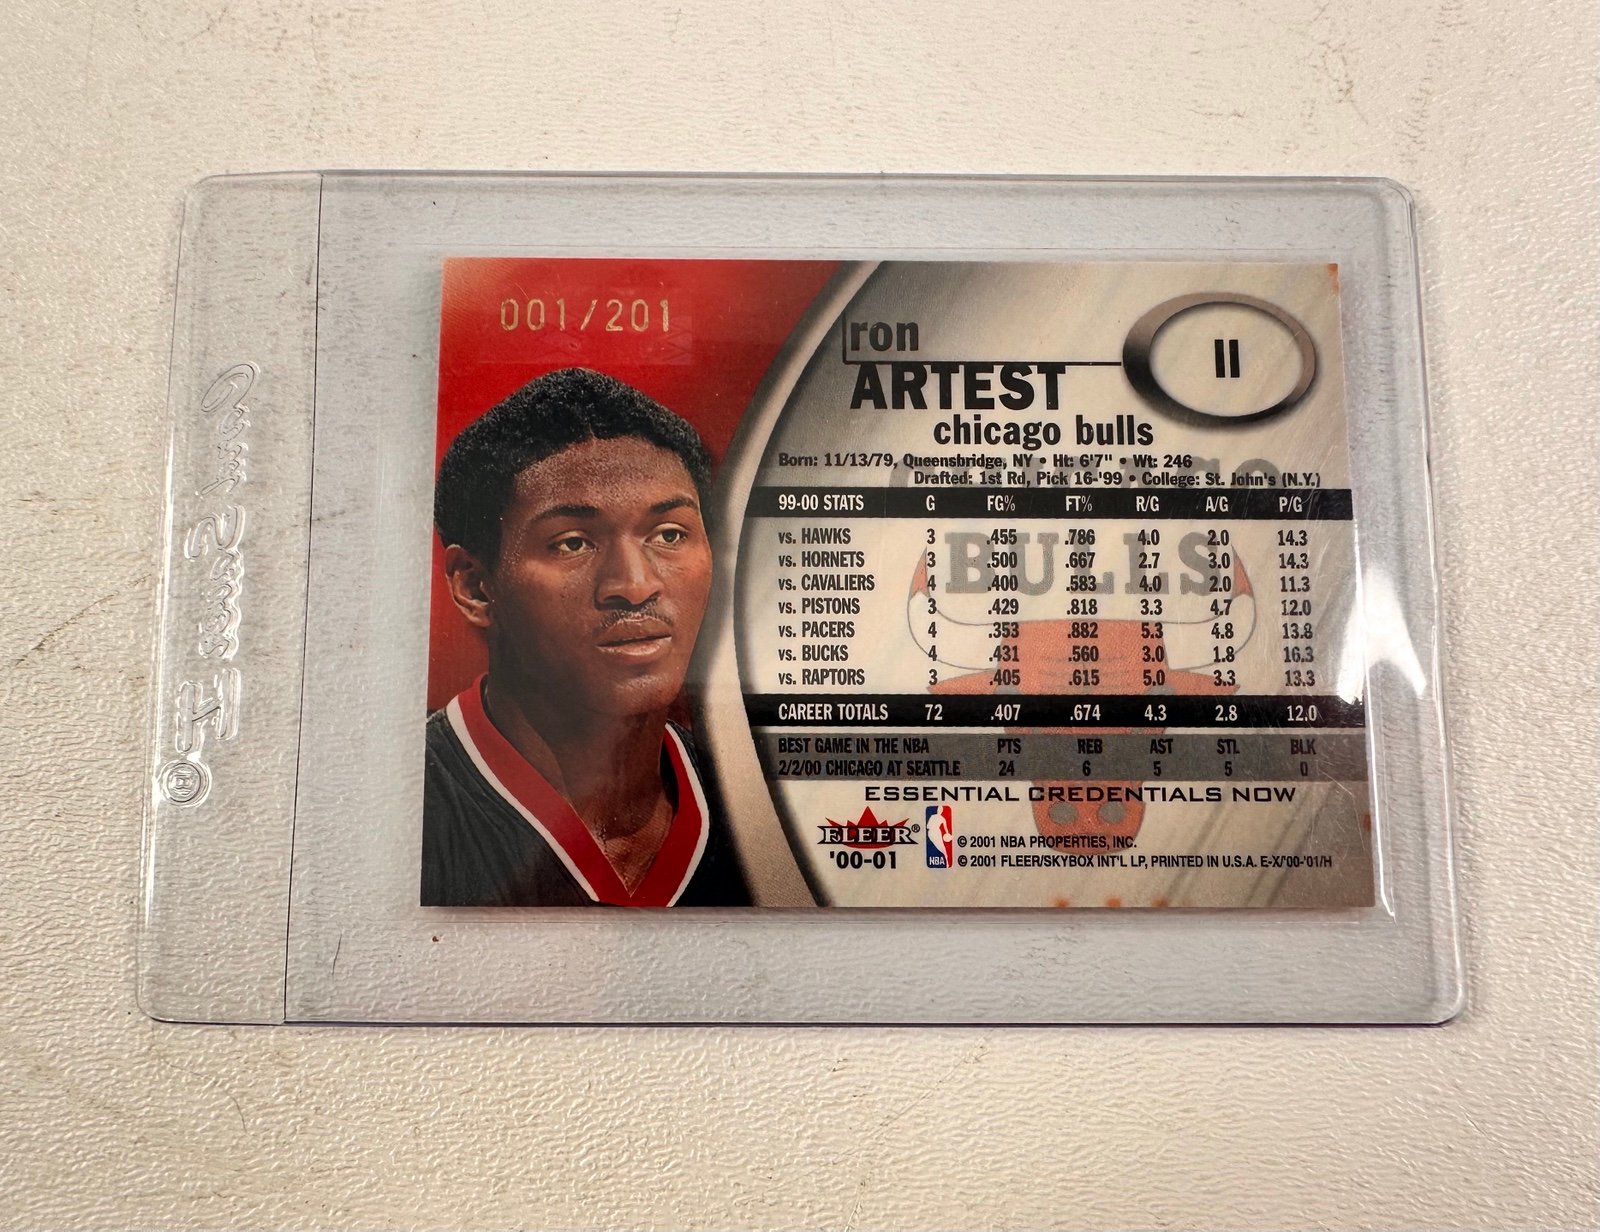 001/201
ron
ARTEST
11
chicago bulls
Born: 11/13/79, Queensbridge, NY • Ht: 6'7" • Wt: 246
Drafted: 1st Rd, Pick 16-'99 • College: St. John's (N.Y.)
99-00 STATS G FG% FT% R/G A/G P/G
vs. HAWKS 3 .455 .786 4.0 2.0 14.3
vs. HORNETS 3 .500 .667 2.7 3.0 14.3
vs. CAVALIERS 4 .400 .583 4.0 2.0 11.3
vs. PISTONS 3 .429 .818 3.3 4.7 12.0
vs. PACERS 4 .353 .882 5.3 4.8 13.8
vs. BUCKS 4 .431 .560 3.0 1.8 16.3
vs. RAPTORS 3 .405 .615 5.0 3.3 13.3
CAREER TOTALS 72 .407 .674 4.3 2.8 12.0
BEST GAME IN THE NBA PTS REB AST STL BLK
2/2/00 CHICAGO AT SEATTLE 24 6 5 5 0
ESSENTIAL CREDENTIALS NOW
FLEER®
'00-01
NBA
© 2001 NBA PROPERTIES, INC.
© 2001 FLEER/SKYBOX INT'L LP, PRINTED IN U.S.A. E-X/'00-'01/H
BULLS
Card Saver I